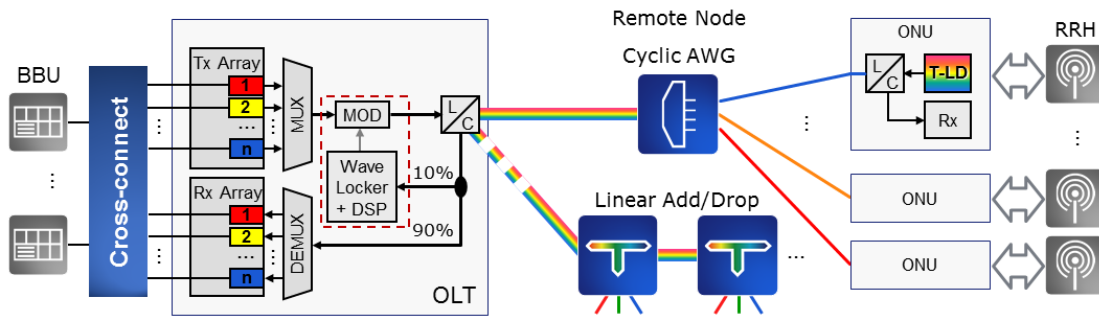 BBU
⋮
Cross-connect
Tx Array
1
2
...
n
MUX
MOD
Wave
Locker
+ DSP
10%
90%
L
C
Rx Array
1
2
...
n
DEMUX
OLT
Remote Node
Cyclic AWG
Linear Add/Drop
...
ONU
L
C
T-LD
Rx
ONU
ONU
RRH